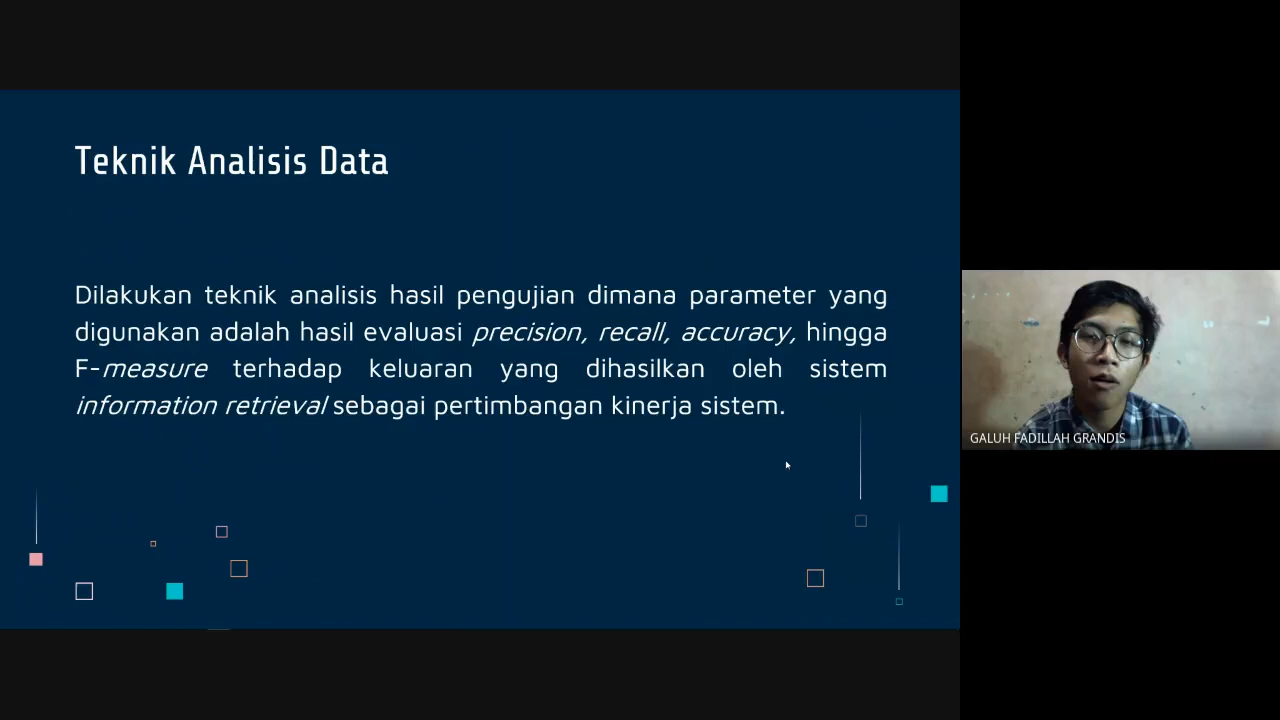 Teknik Analisis Data
Dilakukan teknik analisis hasil pengujian dimana parameter yang
digunakan adalah hasil evaluasi precision, recall, accuracy, hingga
F-measure terhadap keluaran yang dihasilkan oleh sistem
information retrieval sebagai pertimbangan kinerja sistem.
GALUH FADILLAH GRANDIS